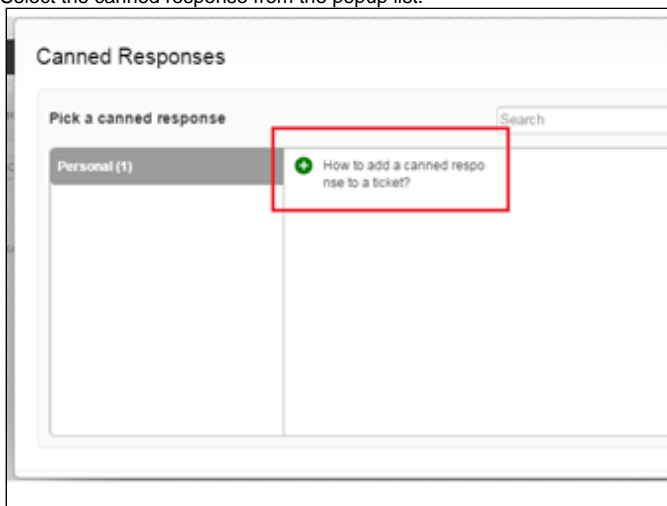 Select the canned response from the popup list.
Canned Responses
Pick a canned response
Search
Personal (1)
How to add a canned respo
nse to a ticket?